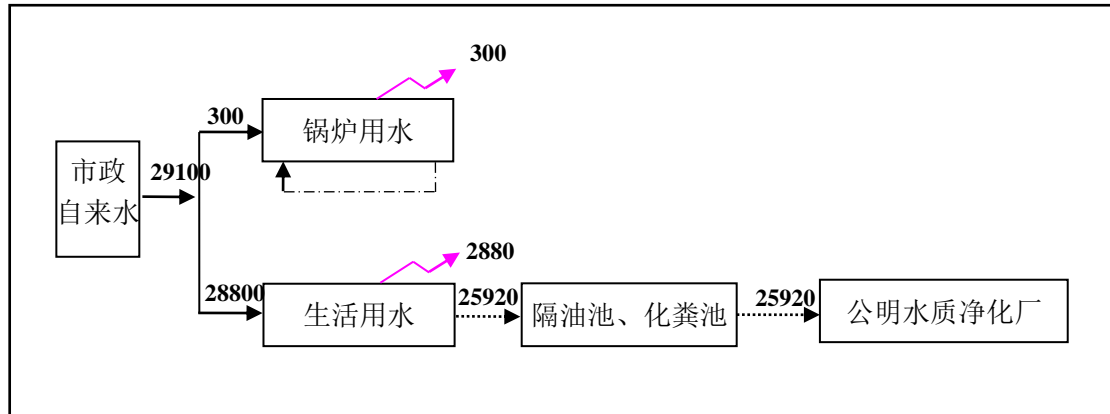 300
300
锅炉用水
市政
自来水
29100
2880
28800
生活用水
25920
隔油池、化粪池
25920
公明水质净化厂